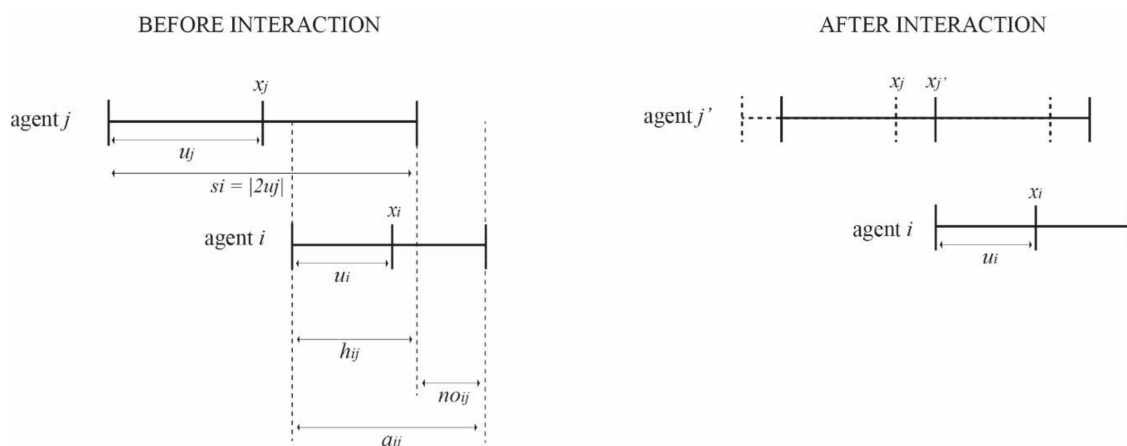 BEFORE INTERACTION
xj
agent j
uj
si = |2uj|
xi
agent i
ui
hij
noij
aij
AFTER INTERACTION
xj xj'
agent j'
xi
agent i
ui